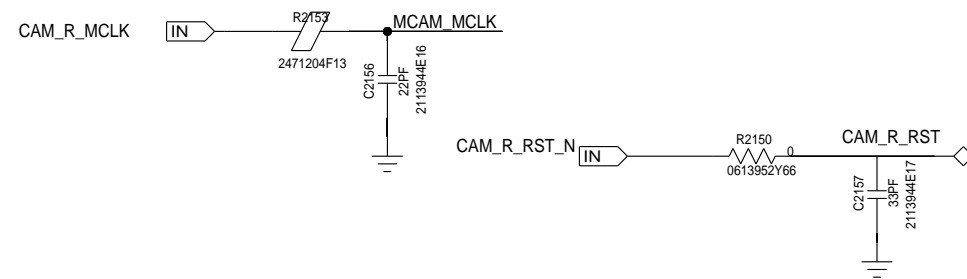 R2153
MCAM_MCLK
CAM_R_MCLK
IN
2471204F13
C2156
22PF
2113944E16
R2150
CAM_R_RST
CAM_R_RST_N
IN
0
0613952Y66
C2157
33PF
2113944E17